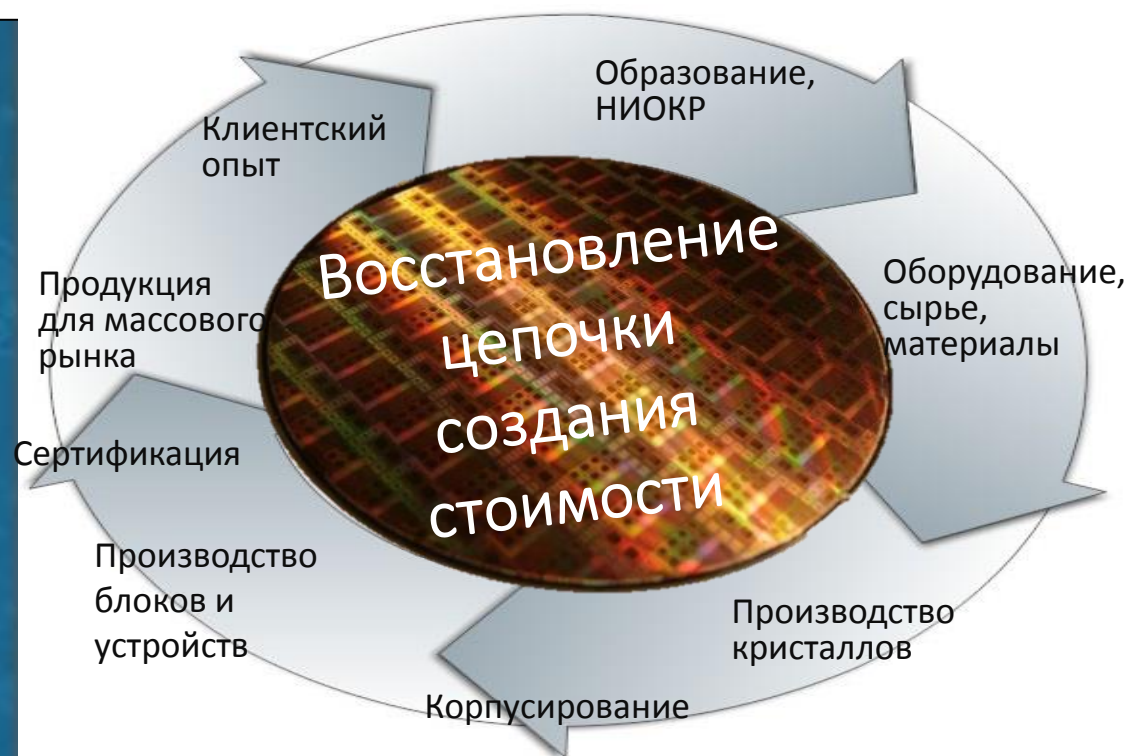 Образование,
НИОКР
Оборудование,
сырье,
материалы
Производство
кристаллов
Корпусирование
Производство
блоков и
устройств
Сертификация
Продукция
для массового
рынка
Клиентский
опыт
Восстановление
цепочки
создания
стоимости